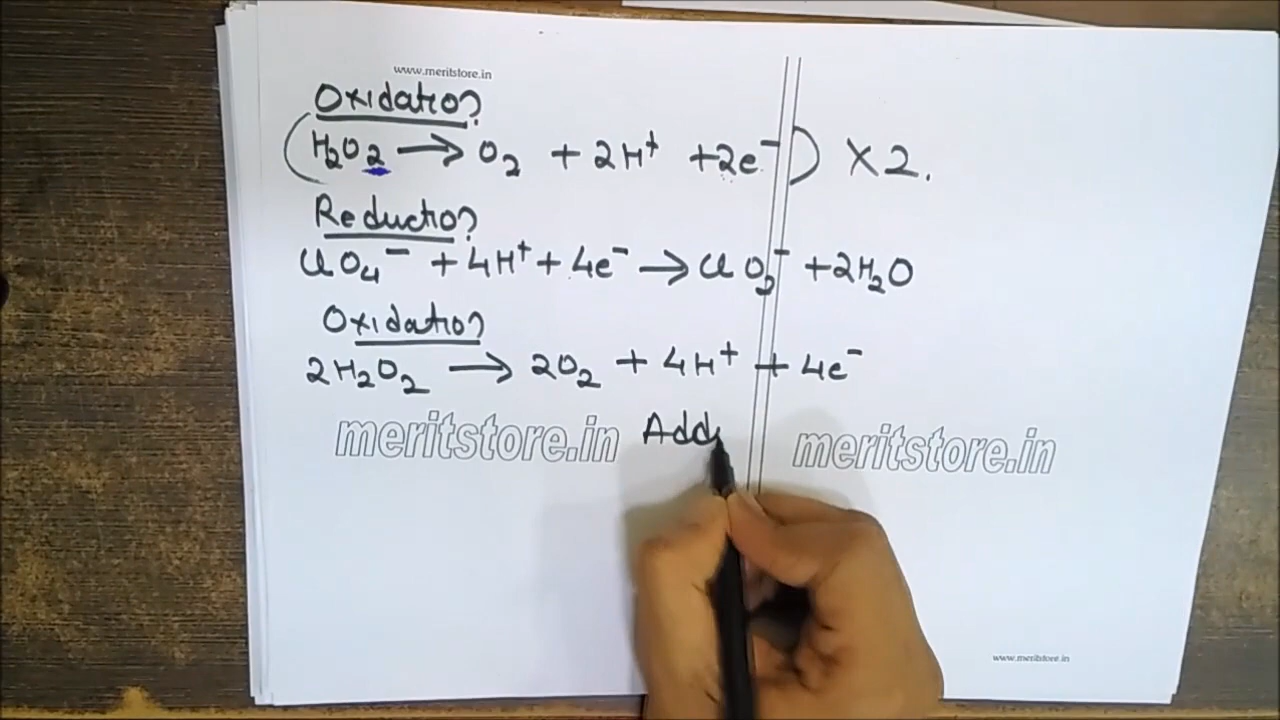 www.meritstore.in
Oxidation
H₂O₂ → O₂ + 2H⁺ + 2e⁻ ) X 2.
Reduction
ClO₄⁻ + 4H⁺ + 4e⁻ → ClO₂⁻ + 2H₂O
Oxidation
2H₂O₂ → 2O₂ + 4H⁺ + 4e⁻
meritstore.in Add meritstore.in
www.meritstore.in